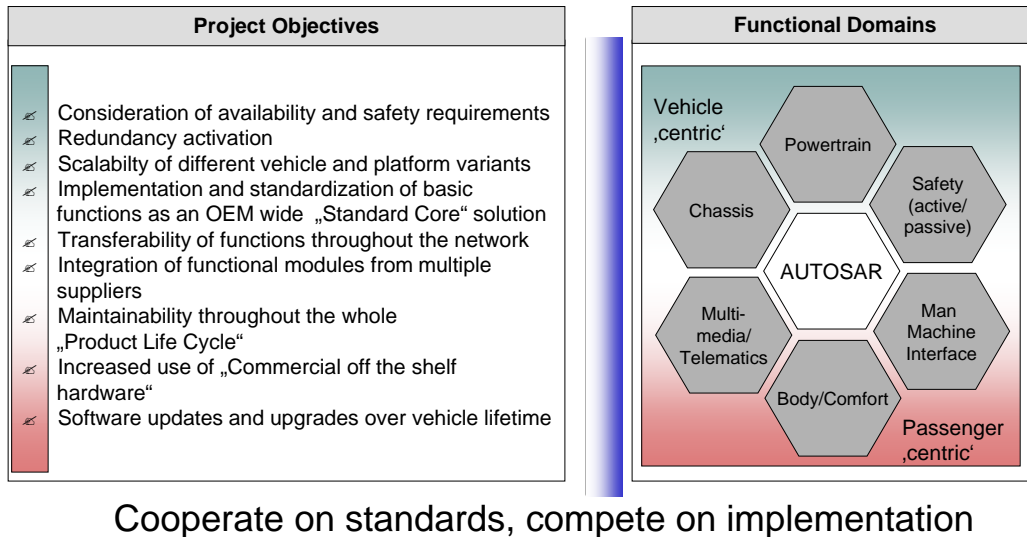 Project Objectives
Consideration of availability and safety requirements
Redundancy activation
Scalabilty of different vehicle and platform variants
Implementation and standardization of basic
functions as an OEM wide „Standard Core“ solution
Transferability of functions throughout the network
Integration of functional modules from multiple
suppliers
Maintainability throughout the whole
„Product Life Cycle“
Increased use of „Commercial off the shelf
hardware“
Software updates and upgrades over vehicle lifetime
Functional Domains
Vehicle
‚centric‘
Powertrain
Chassis
Safety
(active/
passive)
AUTOSAR
Multi-
media/
Telematics
Man
Machine
Interface
Body/Comfort
Passenger
‚centric‘
Cooperate on standards, compete on implementation